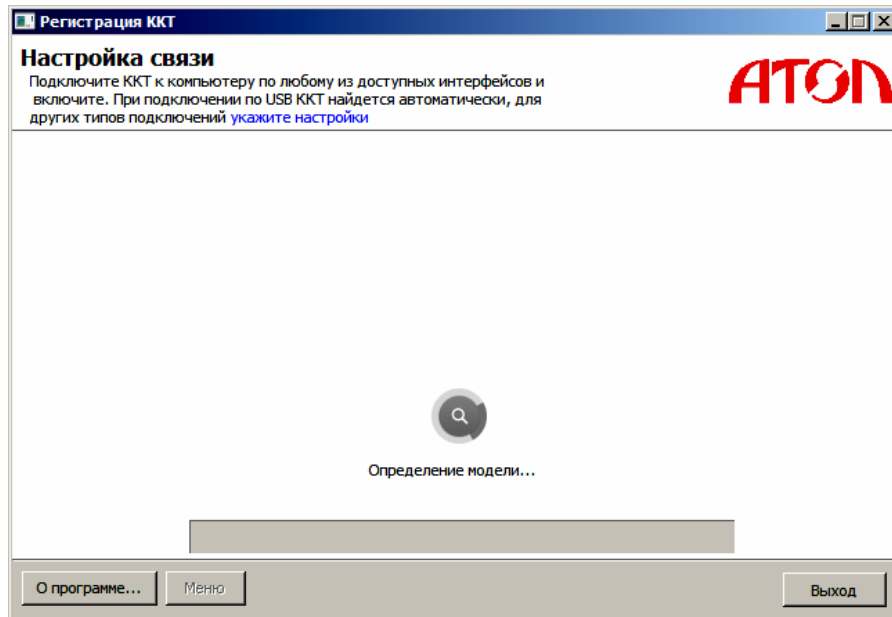 Регистрация ККТ
Настройка связи
Подключите ККТ к компьютеру по любому из доступных интерфейсов и
включите. При подключении по USB ККТ найдется автоматически, для
других типов подключений укажите настройки
АТОЛ
Определение модели...
О программе...
Меню
Выход